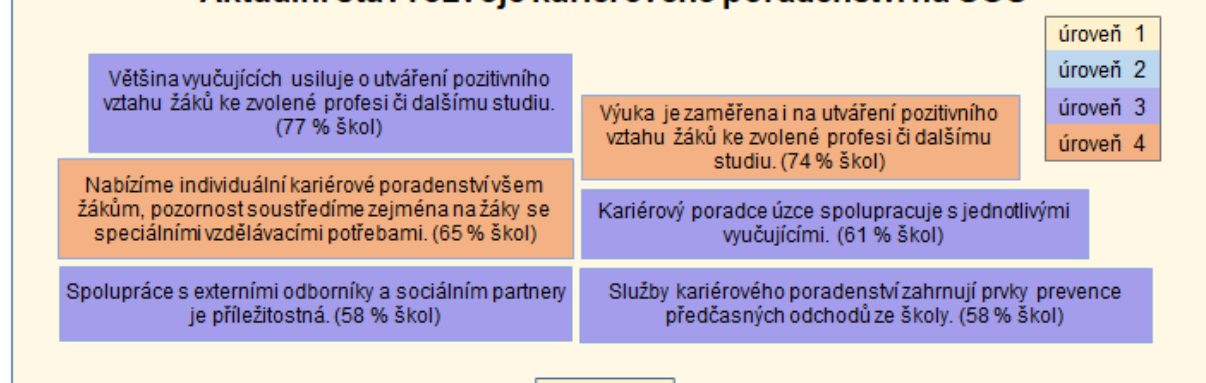 úroveň 1
úroveň 2
úroveň 3
úroveň 4
Většina vyučujících usiluje o utváření pozitivního
vztahu žáků ke zvolené profesi či dalšímu studiu.
(77 % škol)
Výuka je zaměřena i na utváření pozitivního
vztahu žáků ke zvolené profesi či dalšímu
studiu. (74 % škol)
Nabízíme individuální kariérové poradenství všem
žákům, pozornost soustředíme zejména na žáky se
speciálními vzdělávacími potřebami. (65 % škol)
Kariérový poradce úzce spolupracuje s jednotlivými
vyučujícími. (61 % škol)
Spolupráce s externími odborníky a sociálním partnery
je příležitostná. (58 % škol)
Služby kariérového poradenství zahrnují prvky prevence
předčasných odchodů ze školy. (58 % škol)